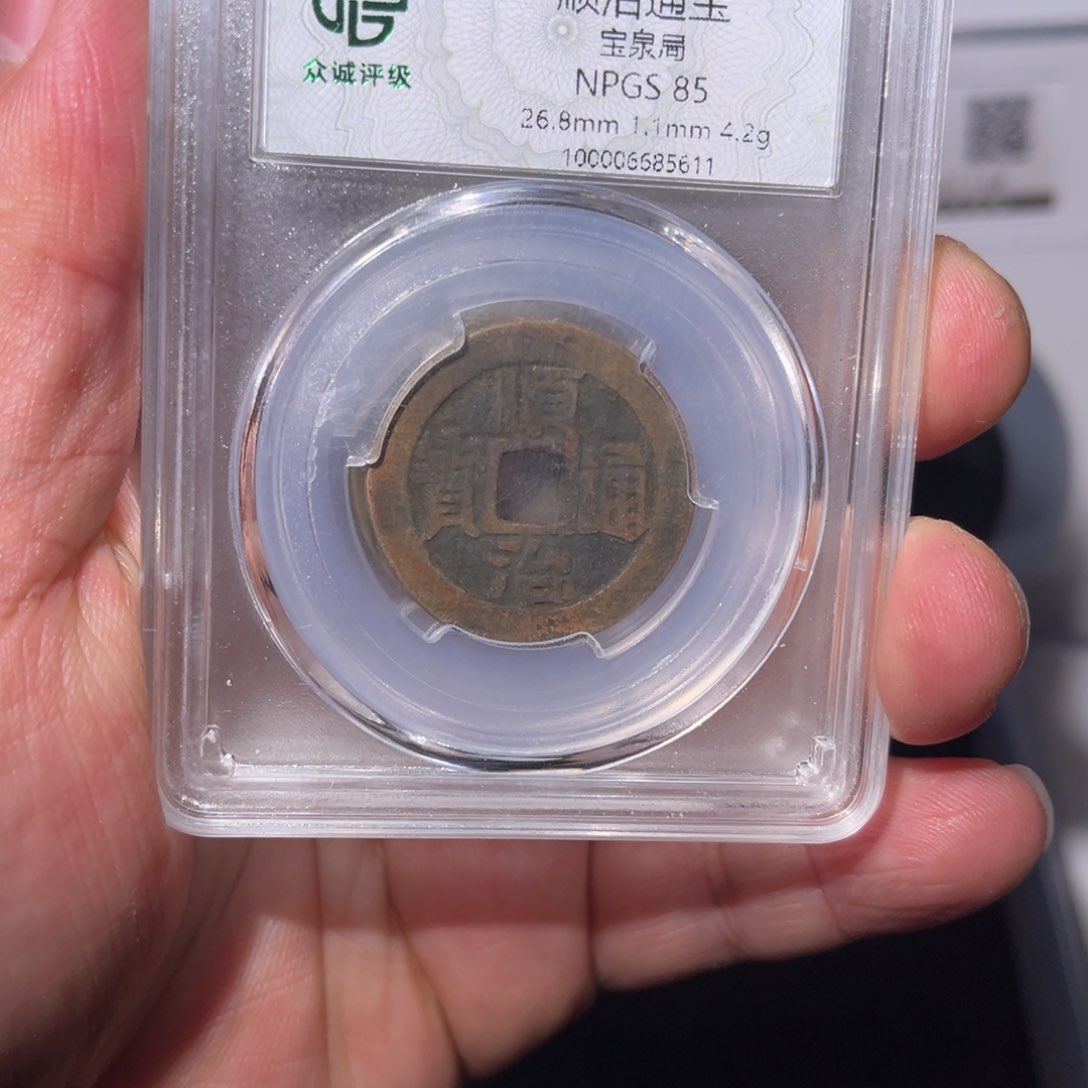 顺治通宝
宝泉局
众诚评级
NPGS 85
26.8mm 1.1mm 4.2g
100006685611
順
寶 通
治